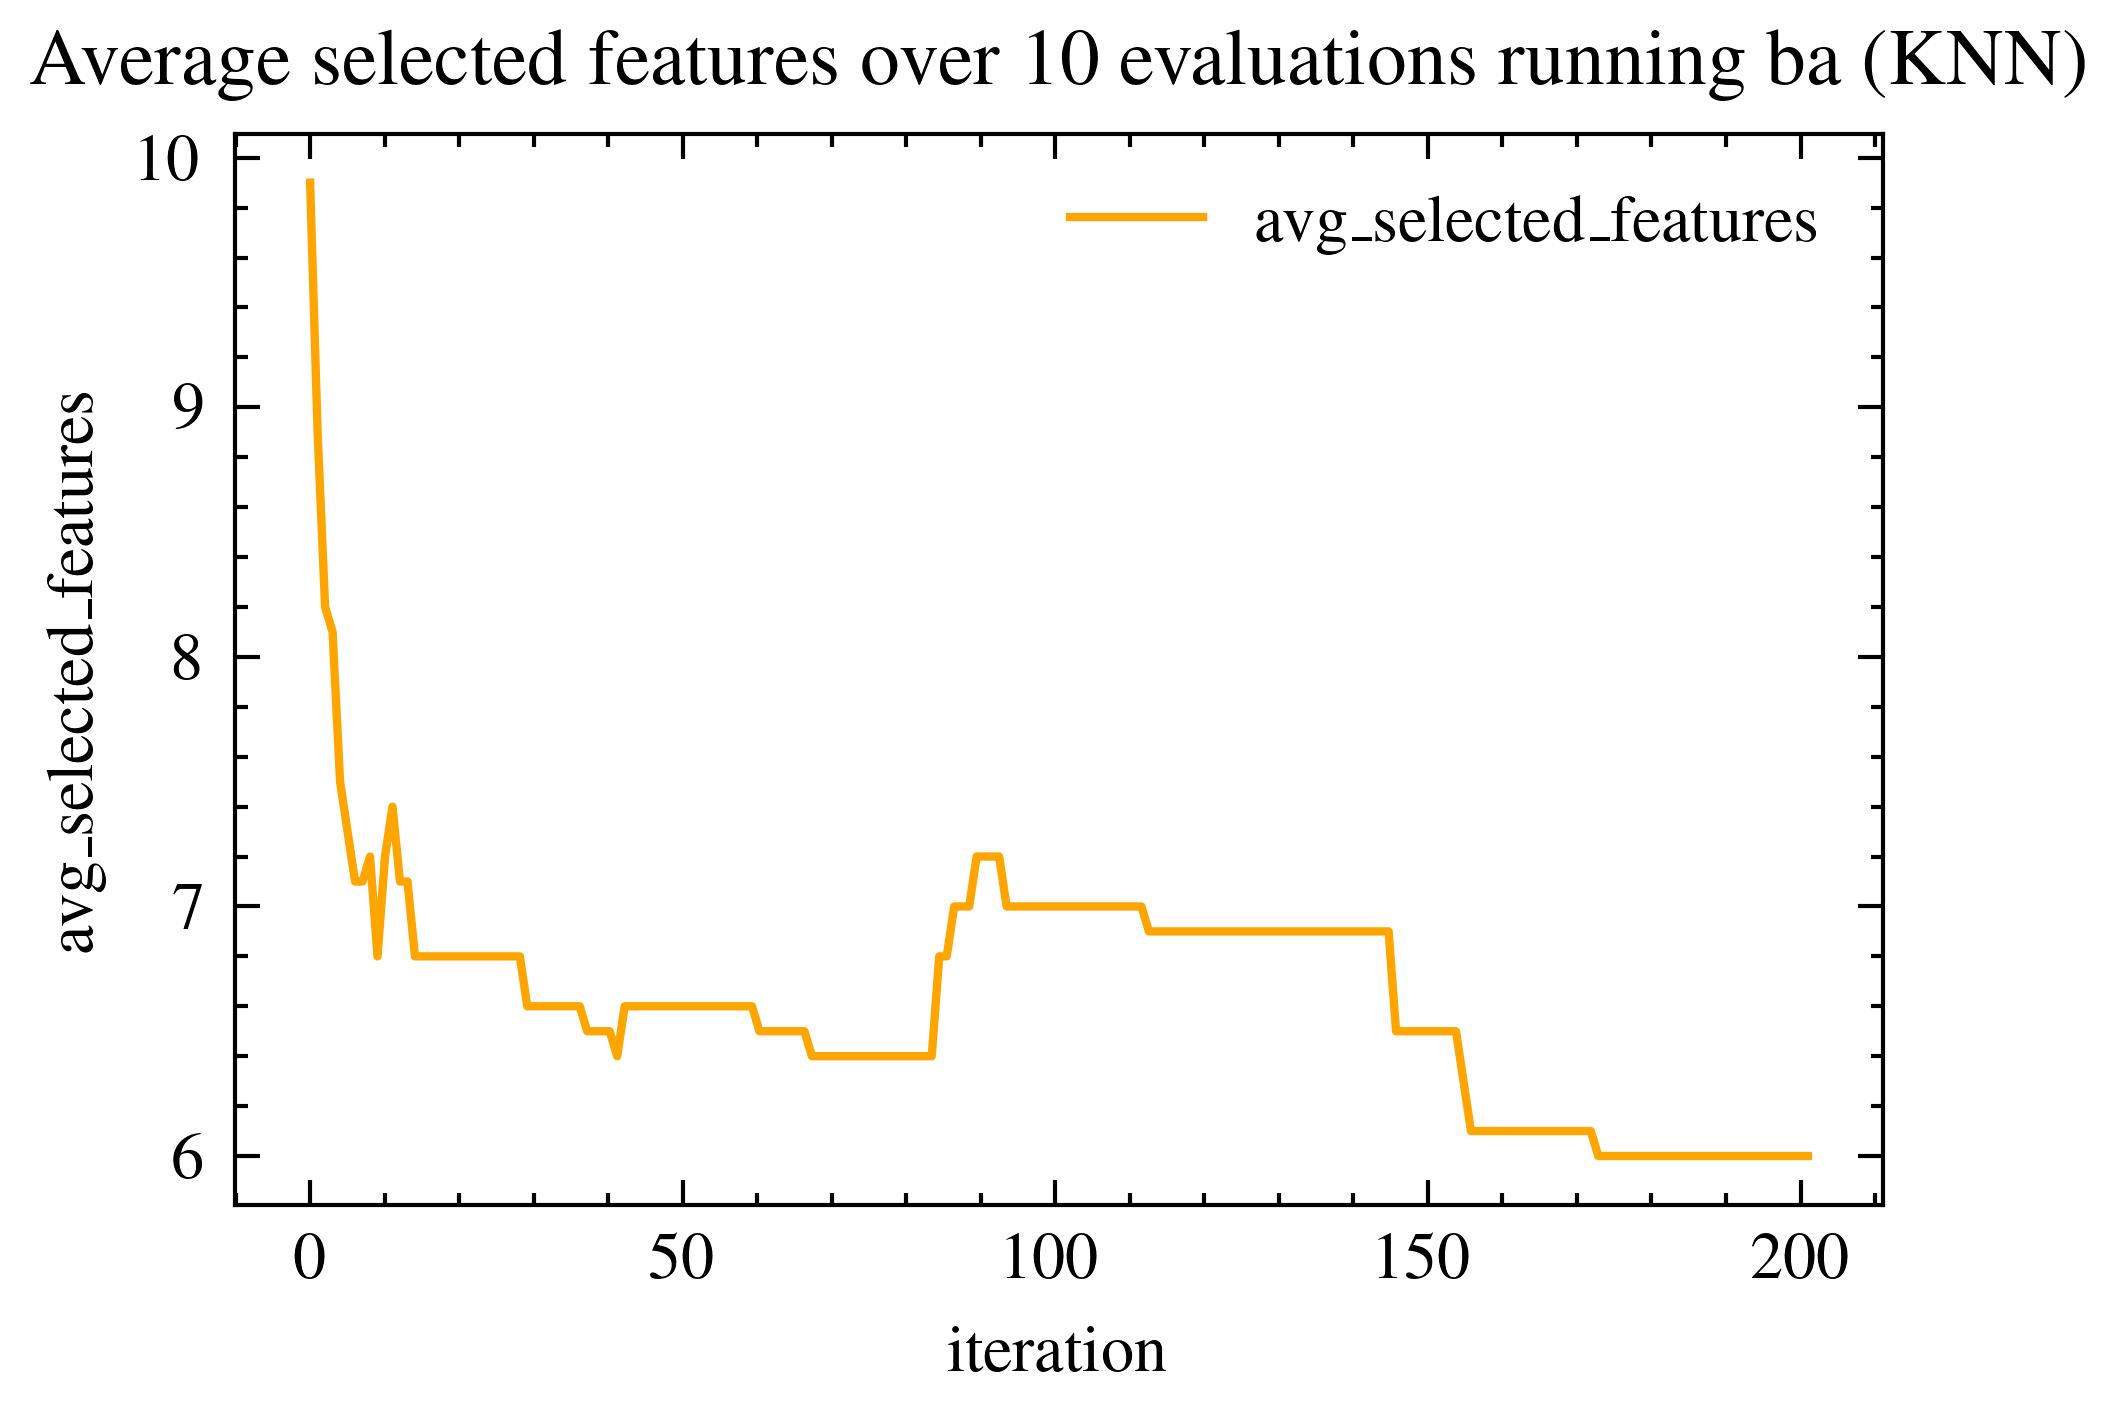 Average selected features over 10 evaluations running ba (KNN)
avg_selected_features
10
9
8
7
6
avg_selected_features
0 50 100 150 200
iteration